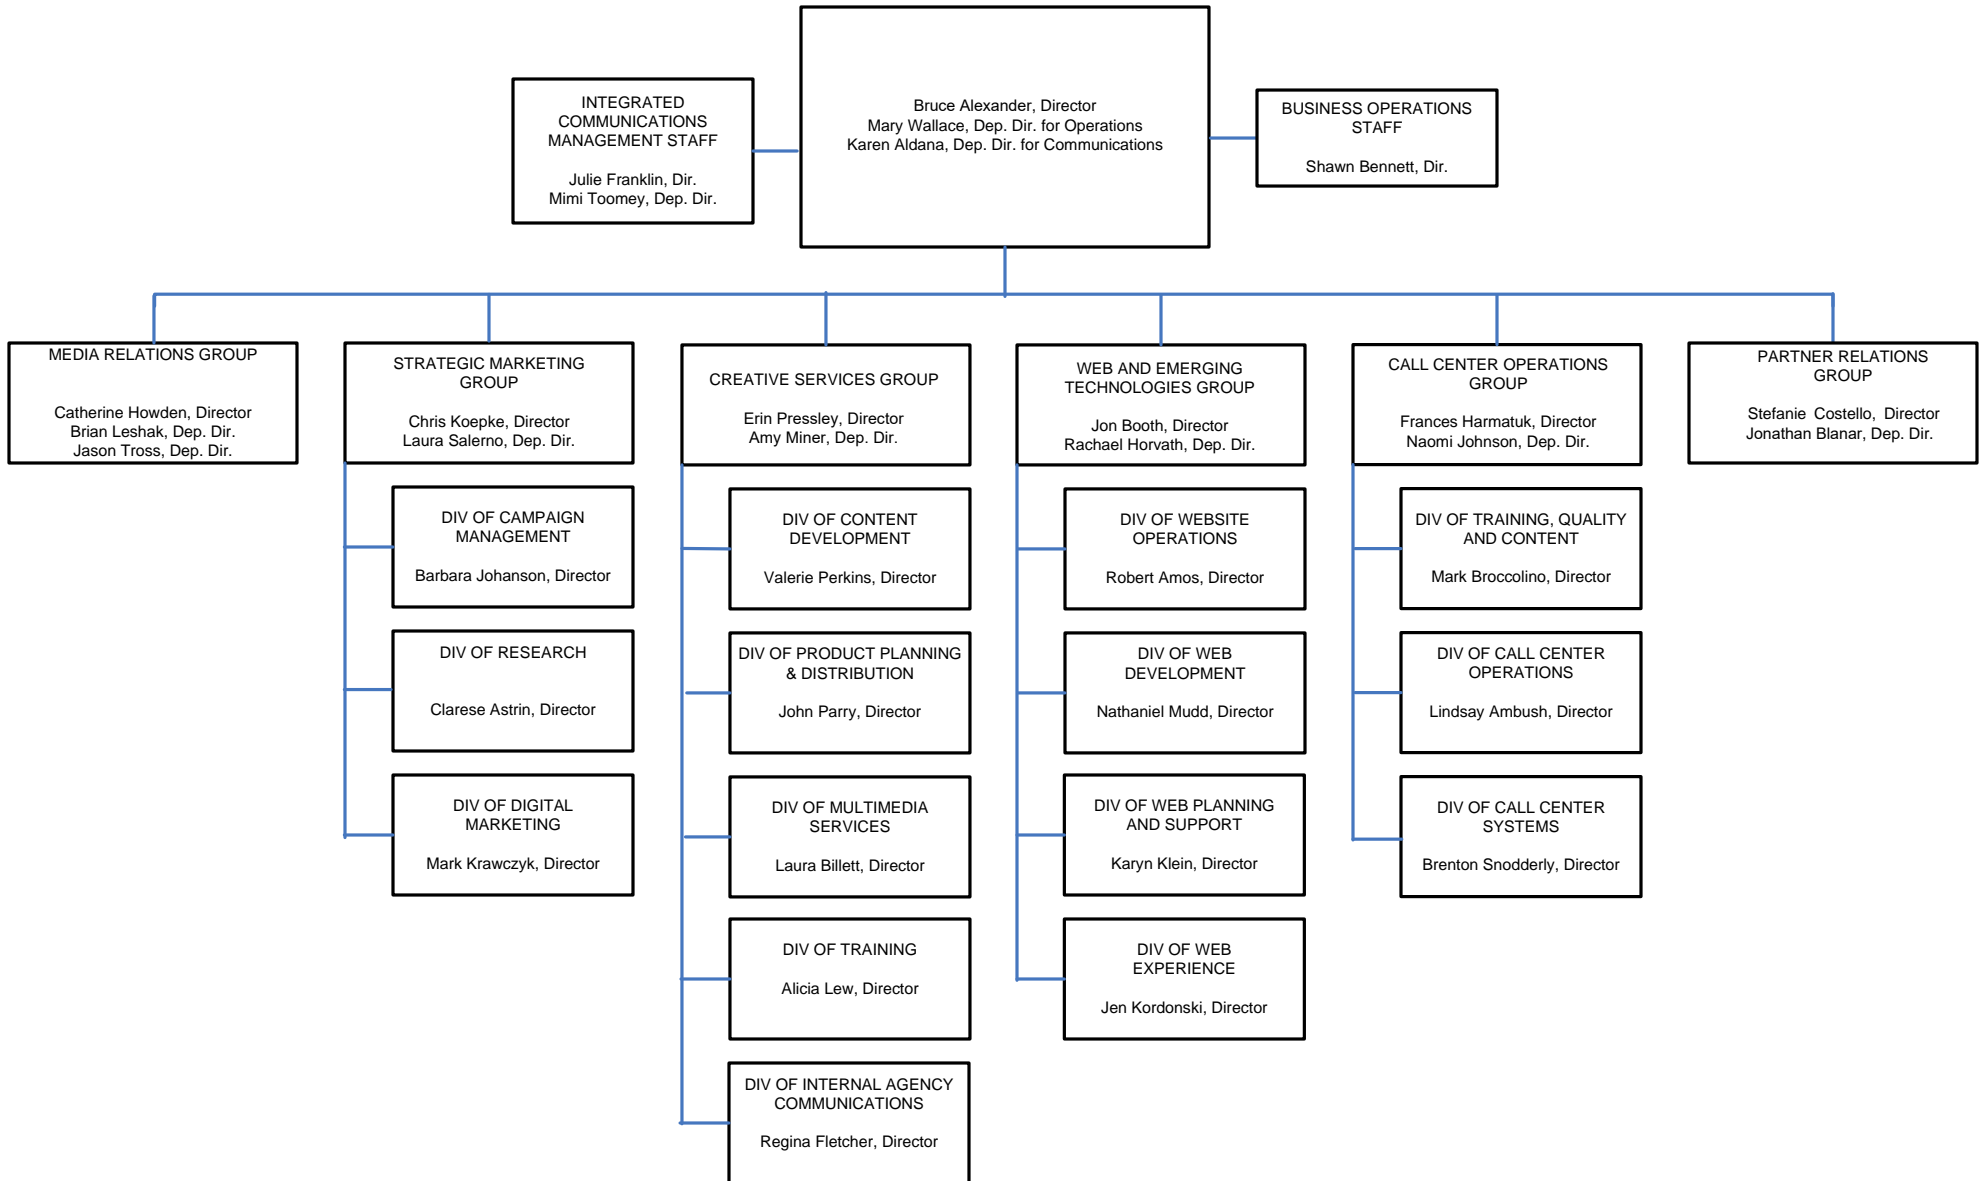 Bruce Alexander, Director
Mary Wallace, Dep. Dir. for Operations
Karen Aldana, Dep. Dir. for Communications
INTEGRATED
COMMUNICATIONS
MANAGEMENT STAFF
Julie Franklin, Dir.
Mimi Toomey, Dep. Dir.
BUSINESS OPERATIONS
STAFF
Shawn Bennett, Dir.
MEDIA RELATIONS GROUP
Catherine Howden, Director
Brian Leshak, Dep. Dir.
Jason Tross, Dep. Dir.
STRATEGIC MARKETING
GROUP
Chris Koepke, Director
Laura Salerno, Dep. Dir.
DIV OF CAMPAIGN
MANAGEMENT
Barbara Johanson, Director
DIV OF RESEARCH
Clarese Astrin, Director
DIV OF DIGITAL
MARKETING
Mark Krawczyk, Director
CREATIVE SERVICES GROUP
Erin Pressley, Director
Amy Miner, Dep. Dir.
DIV OF CONTENT
DEVELOPMENT
Valerie Perkins, Director
DIV OF PRODUCT PLANNING
& DISTRIBUTION
John Parry, Director
DIV OF MULTIMEDIA
SERVICES
Laura Billett, Director
DIV OF TRAINING
Alicia Lew, Director
DIV OF INTERNAL AGENCY
COMMUNICATIONS
Regina Fletcher, Director
WEB AND EMERGING
TECHNOLOGIES GROUP
Jon Booth, Director
Rachael Horvath, Dep. Dir.
DIV OF WEBSITE
OPERATIONS
Robert Amos, Director
DIV OF WEB
DEVELOPMENT
Nathaniel Mudd, Director
DIV OF WEB PLANNING
AND SUPPORT
Karyn Klein, Director
DIV OF WEB
EXPERIENCE
Jen Kordonski, Director
CALL CENTER OPERATIONS
GROUP
Frances Harmatuk, Director
Naomi Johnson, Dep. Dir.
DIV OF TRAINING, QUALITY
AND CONTENT
Mark Broccolino, Director
DIV OF CALL CENTER
OPERATIONS
Lindsay Ambush, Director
DIV OF CALL CENTER
SYSTEMS
Brenton Snodderly, Director
PARTNER RELATIONS
GROUP
Stefanie Costello, Director
Jonathan Blanar, Dep. Dir.